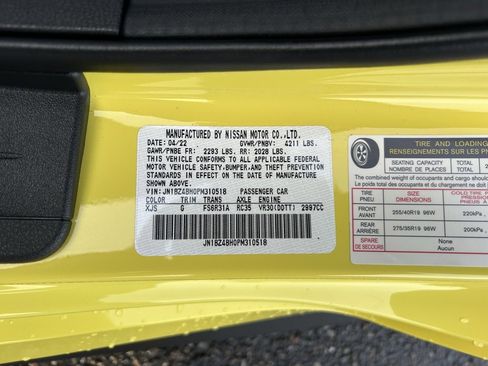 MANUFACTURED BY NISSAN MOTOR CO.,LTD.
DATE: 04/22 GVWR/PNBV: 4211 LBS.
GAWR/PNBE FR: 2293 LBS. RR: 2028 LBS.
THIS VEHICLE CONFORMS TO ALL APPLICABLE FEDERAL
MOTOR VEHICLE SAFETY,BUMPER,AND THEFT PREVENTION
STANDARDS IN EFFECT ON THE DATE OF MANUFACTURE
SHOWN ABOVE.
VIN:JN1BZ4BH0PM310518 PASSENGER CAR
COLOR TRIM TRANS AXLE ENGINE
XJS G FS6R31A RC35 VR30(DDTT) 2997CC
JN1BZ4BH0PM310518
TIRE AND LOADING
RENSEIGNEMENTS SUR LES PN
SEATING CAPACITY TOTAL 2
NOMBRE DE PLACES TOTAL
The combined weight of occupants and cargo should
Le poids total des occupants et du chargement ne doit
TIRE SIZE COLD
PNEU DIMENSIONS PRESS
FRONT 255/40R19 96W 220kPa,
AVANT
REAR 275/35R19 96W 200kPa,
ARRIÈRE
SPARE None
DE SECOURS Aucun